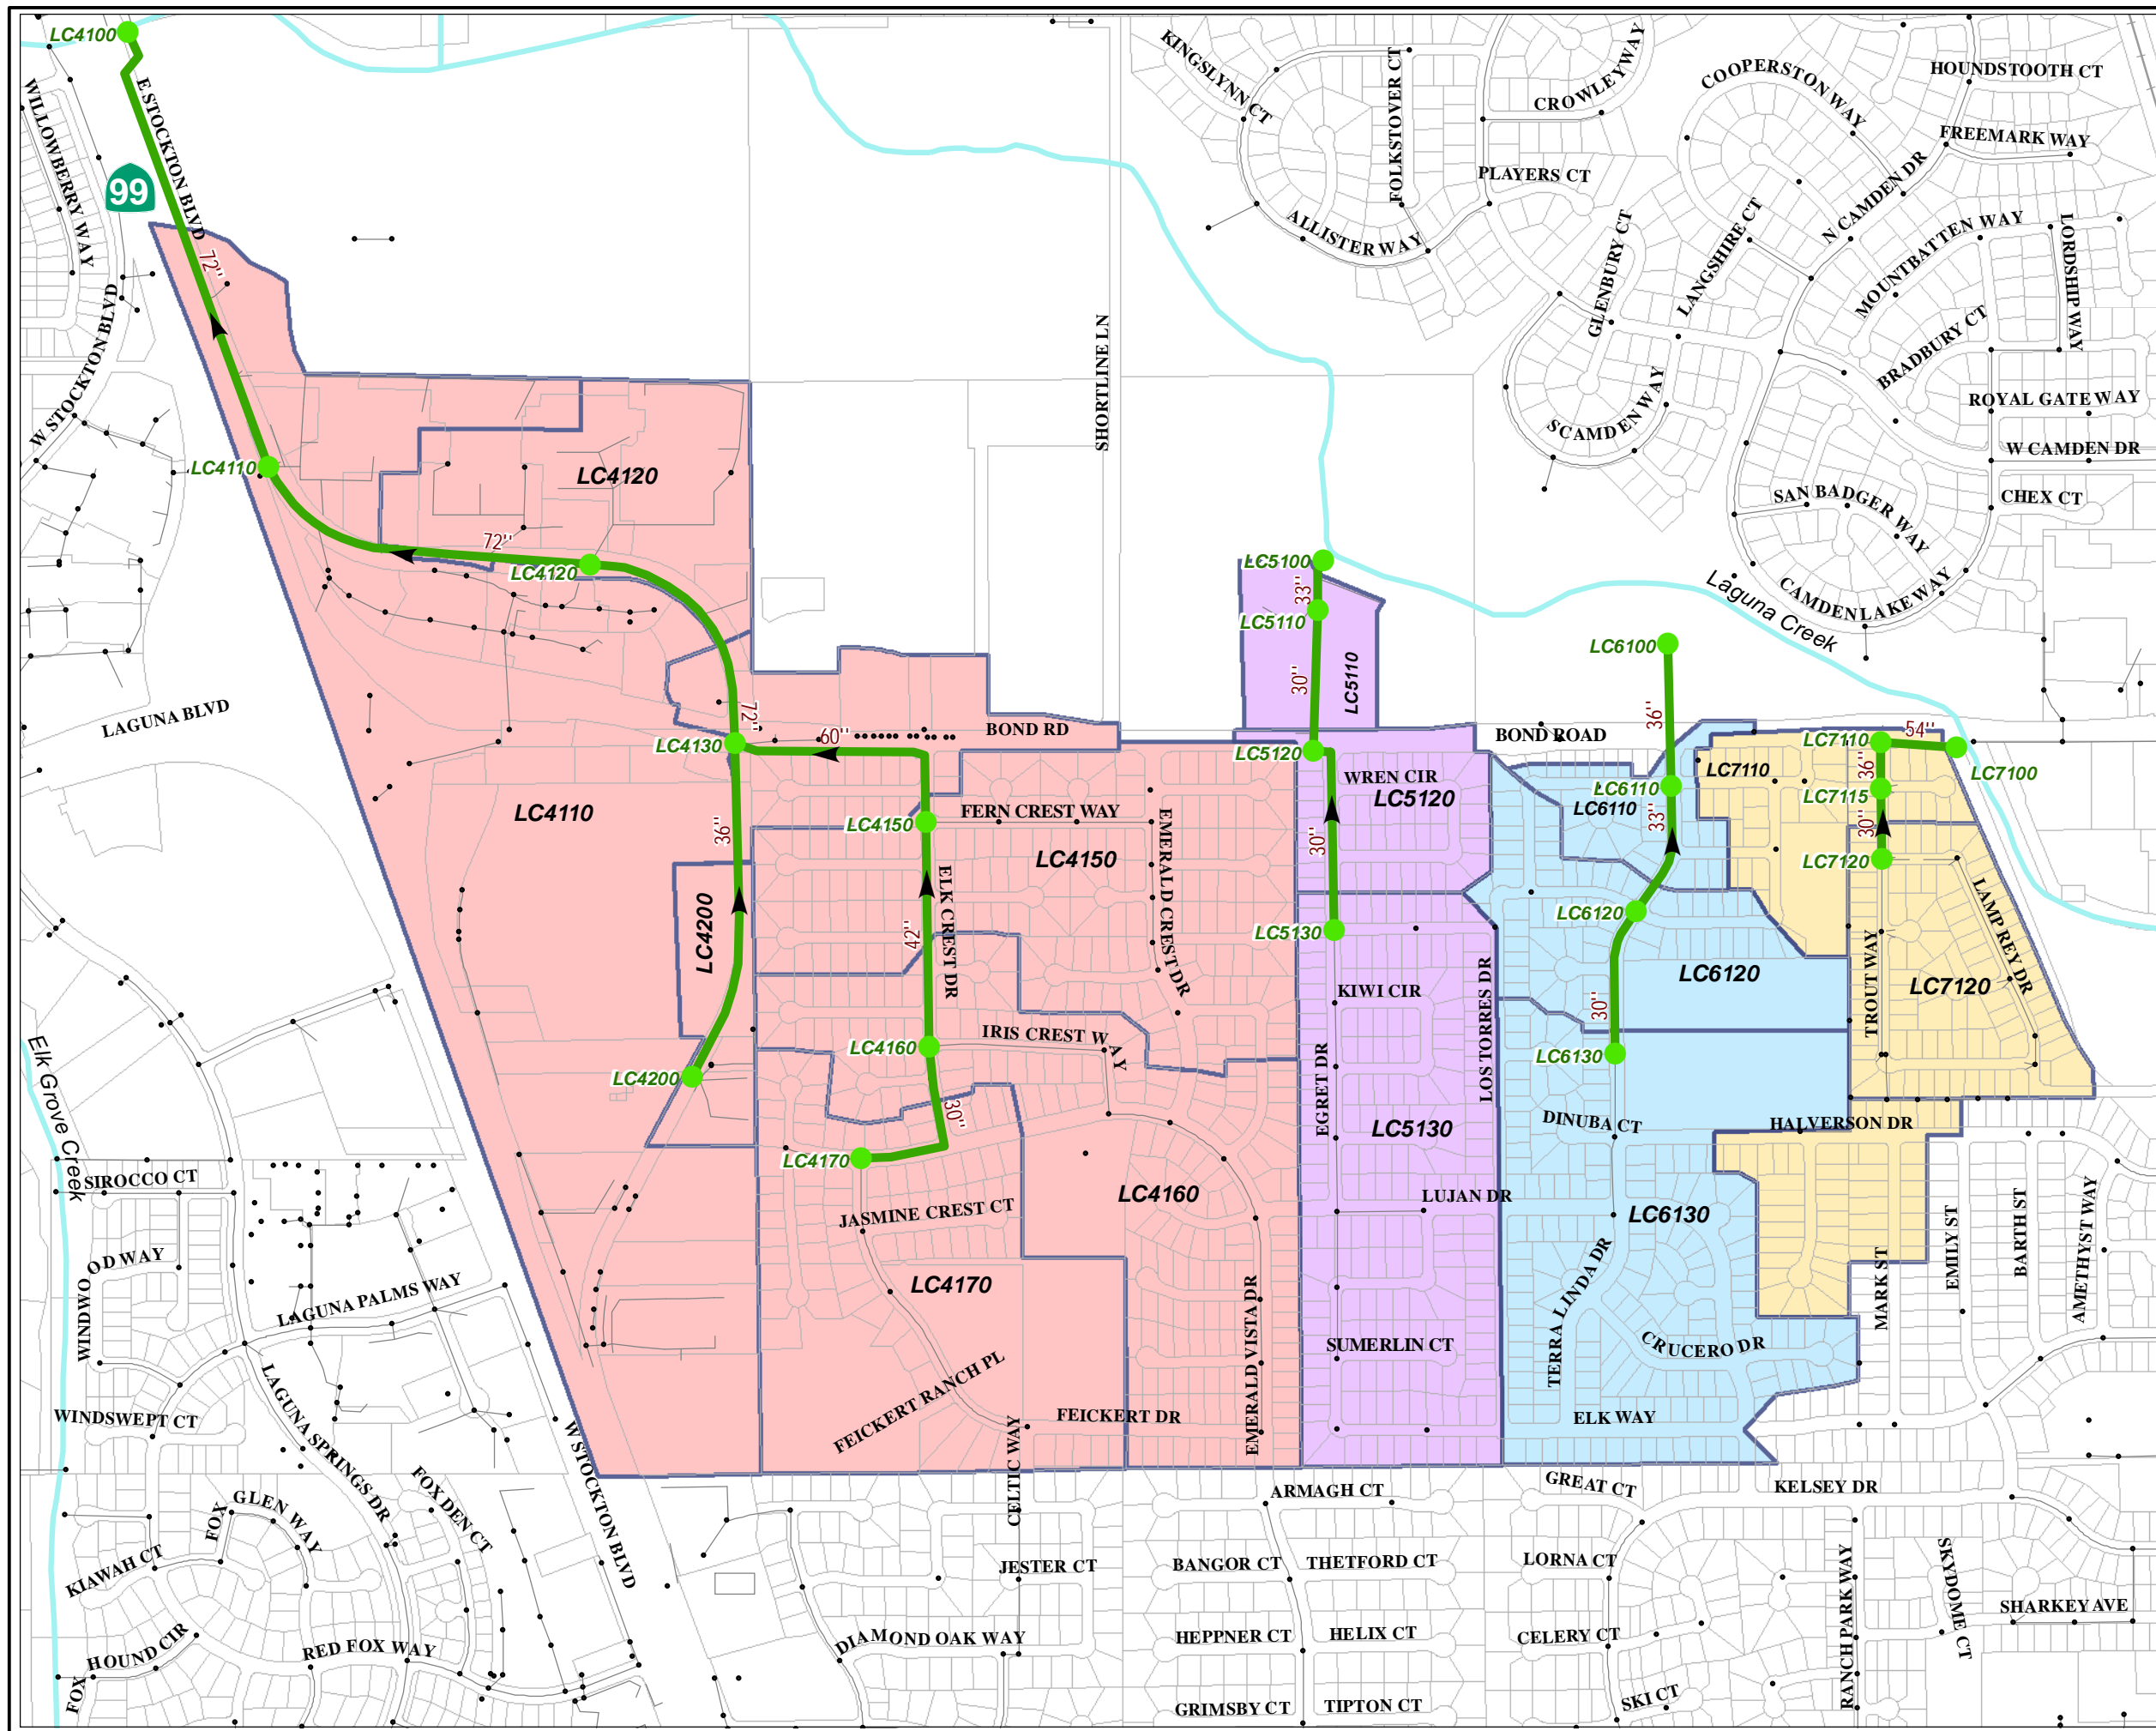 LC4100
WILLOWBERRY WAY
E STOCKTON BLVD
99
W STOCKTON BLVD
72"
KINGSLYNN CT
FOLKSTOVER CT
CROWLEYWAY
PLAYERS CT
ALLISTER WAY
COOPERSTON WAY
HOUNDSTOOTH CT
FREEMARK WAY
N CAMDEN DR
MOUNTBATTEN WAY
LORDSHIP WAY
LANGSHIRE CT
GLENBURY CT
BRADBURY CT
ROYAL GATE WAY
SCAMDEN WAY
W CAMDEN DR
SAN BADGER WAY
CHEX CT
CAMDEN LAKE WAY
Laguna Creek
SHORTLINE LN
LC4110
LC4120
72"
LC4120
LC5100
33"
LC5110
30"
LC5110
LC6100
36"
LAGUNA BLVD
72"
LC4130
60"
BOND RD
LC5120
BOND ROAD
LC7110
54"
LC7100
36"
LC7110
LC7115
30"
LC7120
WREN CIR
LC5120
LC6110
LC6110
33"
LC4110
36"
FERN CREST WAY
LC4150
LC4150
EMERALD CREST DR
30"
LC4200
ELK CREST DR
42"
LC5130
LC6120
LC6120
30"
LAMPREY DR
TROUT WAY
LC7120
KIWI CIR
LOS TORRES DR
IRIS CREST WAY
LC4160
LC4200
LC6130
EGRET DR
30"
LC4170
LC5130
DINUBA CT
HALVERSON DR
Elk Grove Creek
SIROCCO CT
LC4160
LUJAN DR
LC6130
JASMINE CREST CT
WINDWOOD WAY
LC4170
EMILY ST
BARTH ST
AMETHYST WAY
MARK ST
LAGUNA PALMS WAY
TERRA LINDA DR
EMERALD VISTA DR
SUMERLIN CT
CRUCERO DR
FEICKERT RANCH PL
WINDSWEPT CT
LAGUNA SPRINGS DR
FEICKERT DR
ELK WAY
CELTIC WAY
W STOCKTON BLVD
FOX DEN CT
FOX GLEN WAY
ARMAGH CT
GREAT CT
KELSEY DR
KIAWAH CT
JESTER CT
BANGOR CT
THETFORD CT
LORNA CT
RANCH PARK WAY
SKYDOME CT
SHARKEY AVE
FOX HOUND CIR
RED FOX WAY
DIAMOND OAK WAY
HEPPNER CT
HELIX CT
CELERY CT
GRIMSBY CT
TIPTON CT
SKI CT